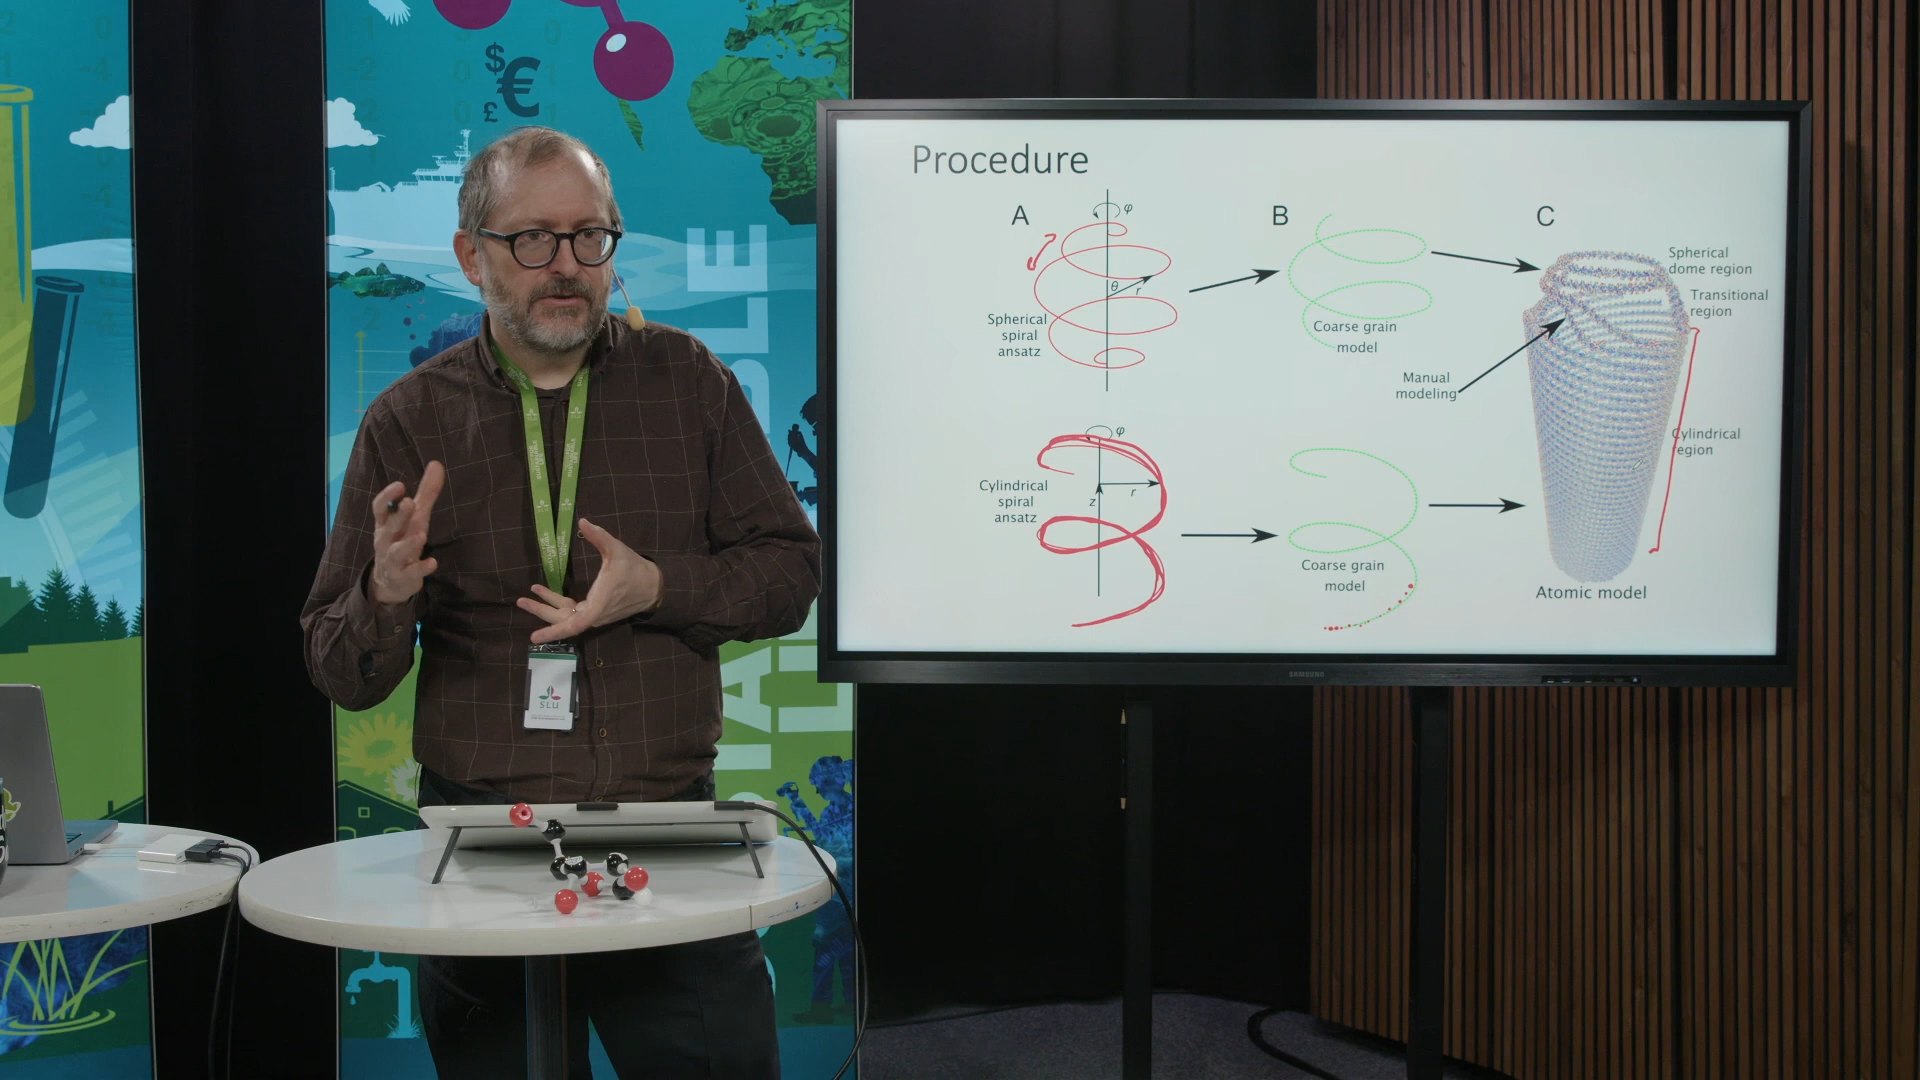 $
€
£
SLU
Procedure
A
B
C
φ
θ
r
Spherical
spiral
ansatz
Coarse grain
model
Spherical
dome region
Transitional
region
Manual
modeling
φ
Cylindrical
spiral
ansatz
z
r
Coarse grain
model
Cylindrical
region
Atomic model
SAMSUNG